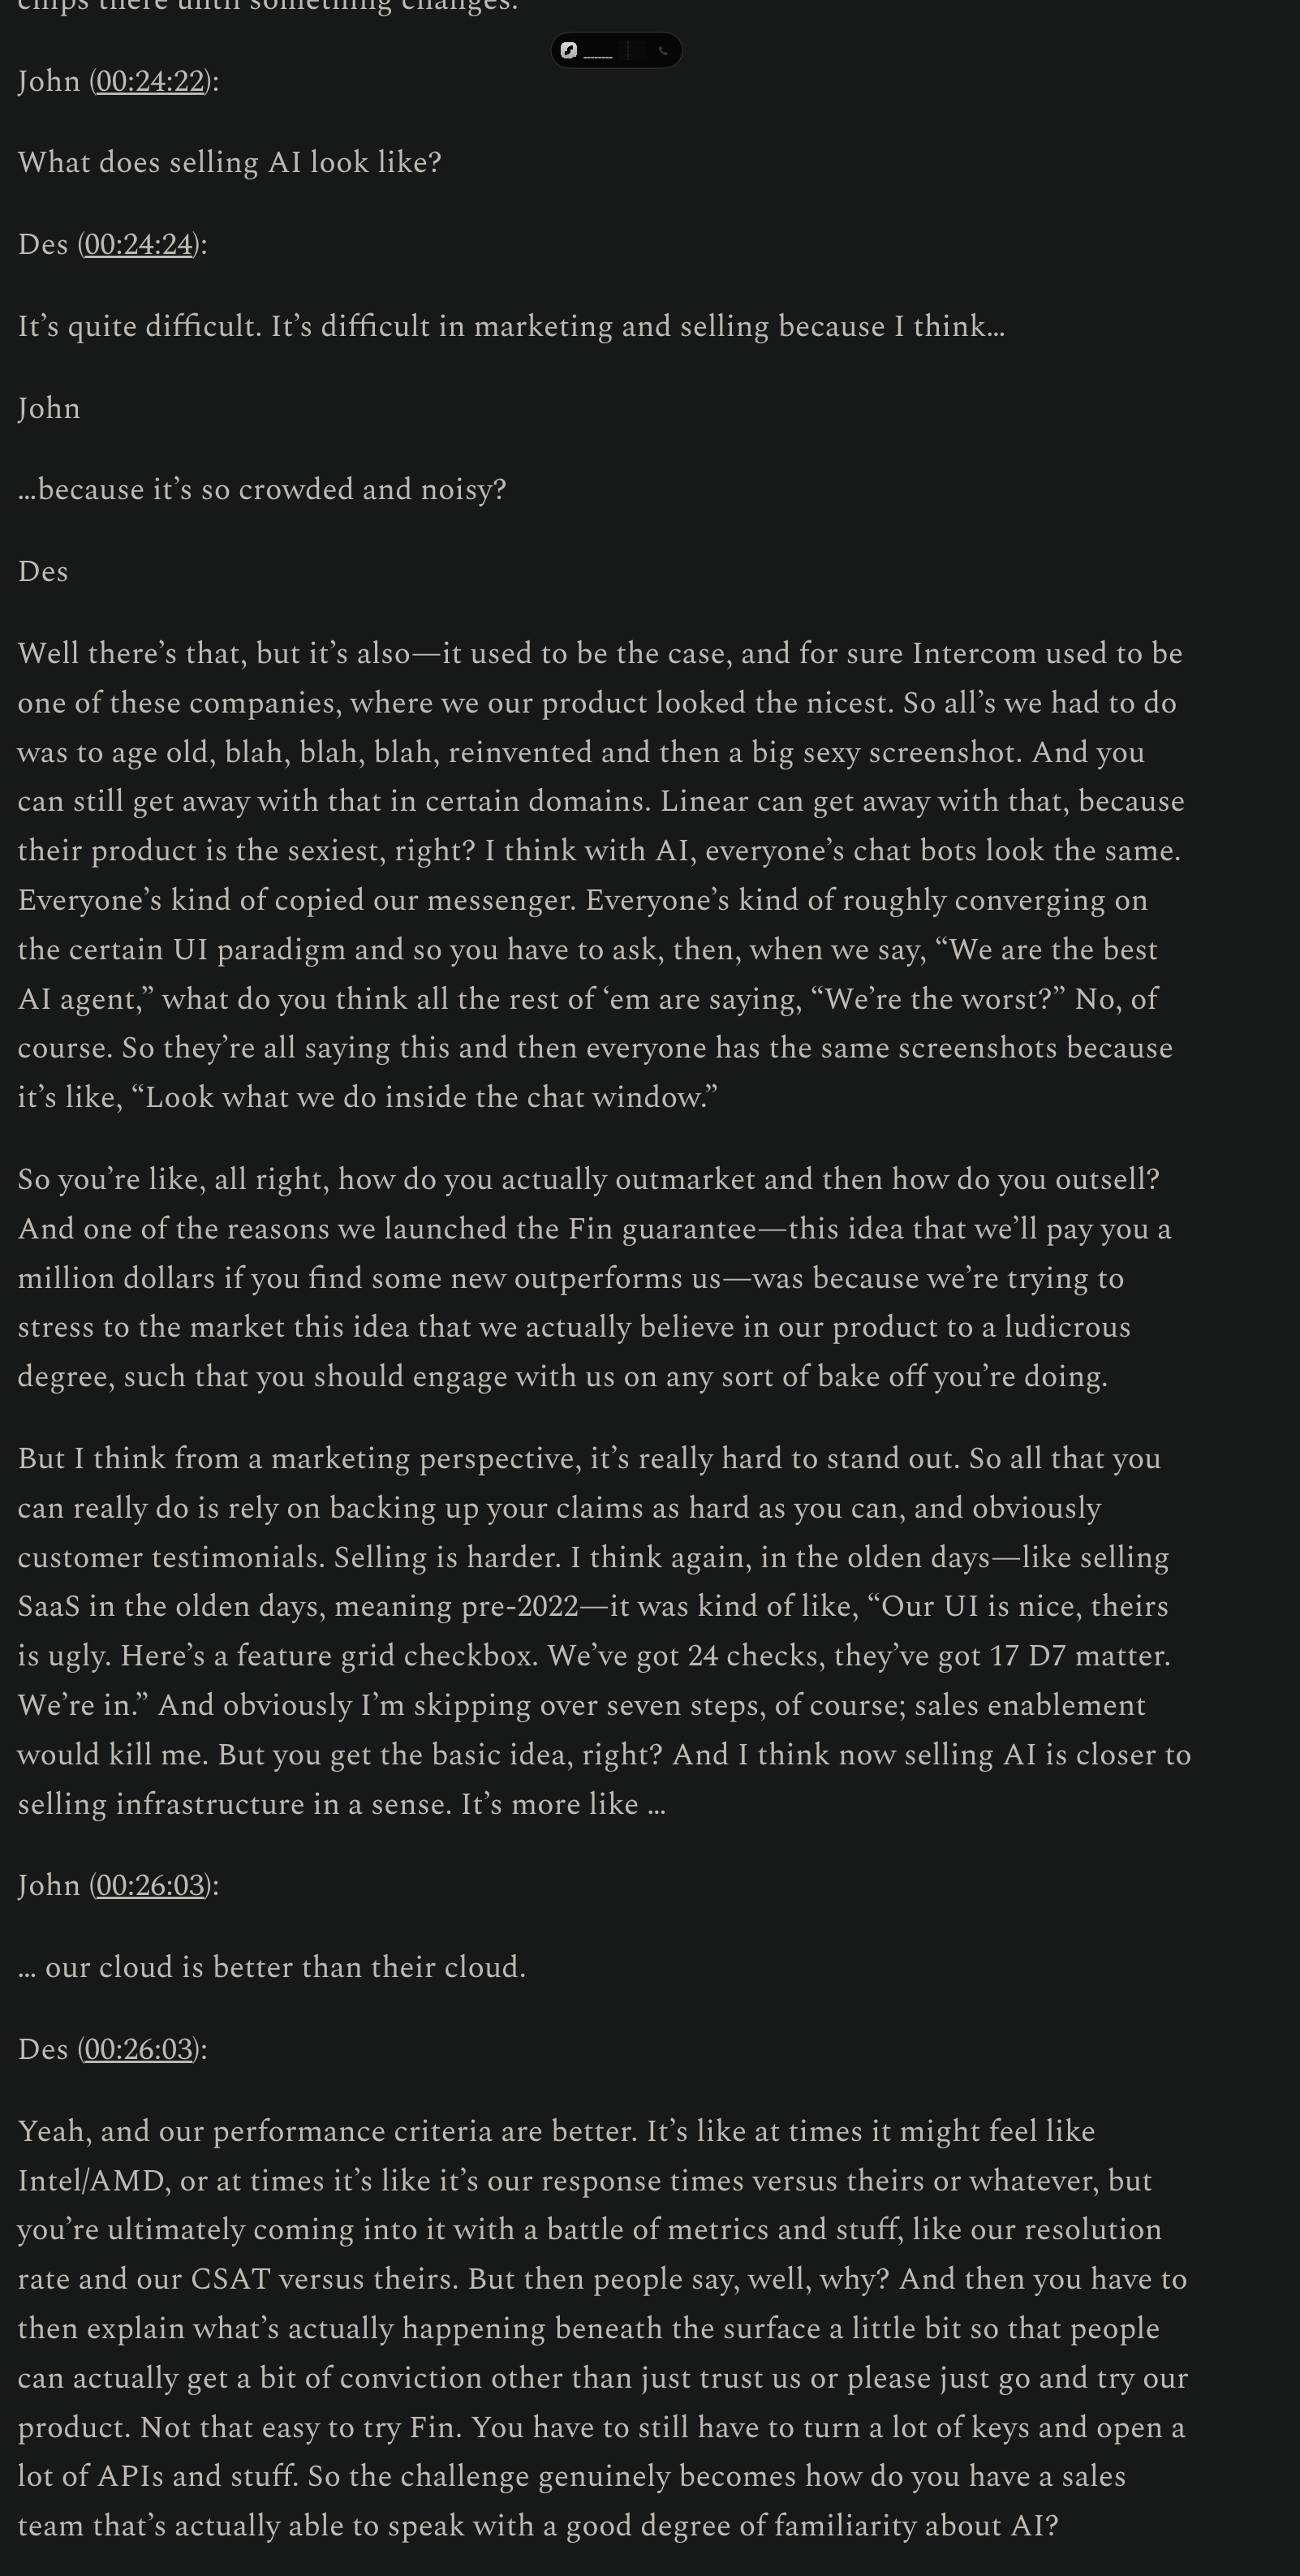 chips there until something changes.
John (00:24:22):
What does selling AI look like?
Des (00:24:24):
It’s quite difficult. It’s difficult in marketing and selling because I think…
John
…because it’s so crowded and noisy?
Des
Well there’s that, but it’s also—it used to be the case, and for sure Intercom used to be
one of these companies, where we our product looked the nicest. So all’s we had to do
was to age old, blah, blah, blah, reinvented and then a big sexy screenshot. And you
can still get away with that in certain domains. Linear can get away with that, because
their product is the sexiest, right? I think with AI, everyone’s chat bots look the same.
Everyone’s kind of copied our messenger. Everyone’s kind of roughly converging on
the certain UI paradigm and so you have to ask, then, when we say, “We are the best
AI agent,” what do you think all the rest of ‘em are saying, “We’re the worst?” No, of
course. So they’re all saying this and then everyone has the same screenshots because
it’s like, “Look what we do inside the chat window.”
So you’re like, all right, how do you actually outmarket and then how do you outsell?
And one of the reasons we launched the Fin guarantee—this idea that we’ll pay you a
million dollars if you find some new outperforms us—was because we’re trying to
stress to the market this idea that we actually believe in our product to a ludicrous
degree, such that you should engage with us on any sort of bake off you’re doing.
But I think from a marketing perspective, it’s really hard to stand out. So all that you
can really do is rely on backing up your claims as hard as you can, and obviously
customer testimonials. Selling is harder. I think again, in the olden days—like selling
SaaS in the olden days, meaning pre-2022—it was kind of like, “Our UI is nice, theirs
is ugly. Here’s a feature grid checkbox. We’ve got 24 checks, they’ve got 17 D7 matter.
We’re in.” And obviously I’m skipping over seven steps, of course; sales enablement
would kill me. But you get the basic idea, right? And I think now selling AI is closer to
selling infrastructure in a sense. It’s more like …
John (00:26:03):
… our cloud is better than their cloud.
Des (00:26:03):
Yeah, and our performance criteria are better. It’s like at times it might feel like
Intel/AMD, or at times it’s like it’s our response times versus theirs or whatever, but
you’re ultimately coming into it with a battle of metrics and stuff, like our resolution
rate and our CSAT versus theirs. But then people say, well, why? And then you have to
then explain what’s actually happening beneath the surface a little bit so that people
can actually get a bit of conviction other than just trust us or please just go and try our
product. Not that easy to try Fin. You have to still have to turn a lot of keys and open a
lot of APIs and stuff. So the challenge genuinely becomes how do you have a sales
team that’s actually able to speak with a good degree of familiarity about AI?